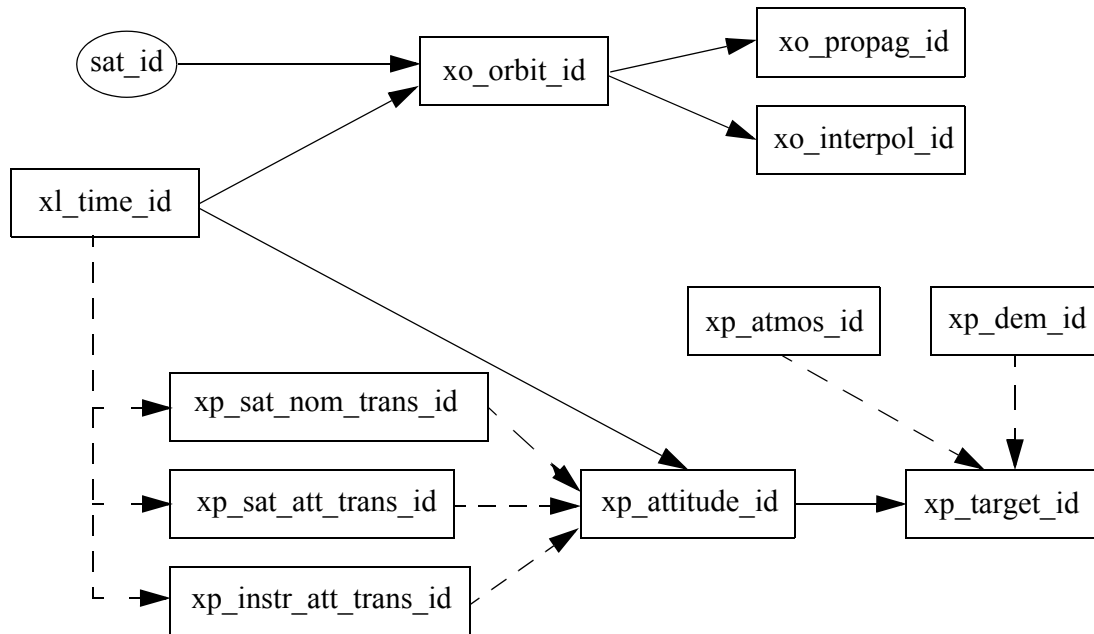 sat_id
xo_orbit_id
xo_propag_id
xo_interpol_id
xl_time_id
xp_atmos_id
xp_dem_id
xp_sat_nom_trans_id
xp_sat_att_trans_id
xp_attitude_id
xp_target_id
xp_instr_att_trans_id